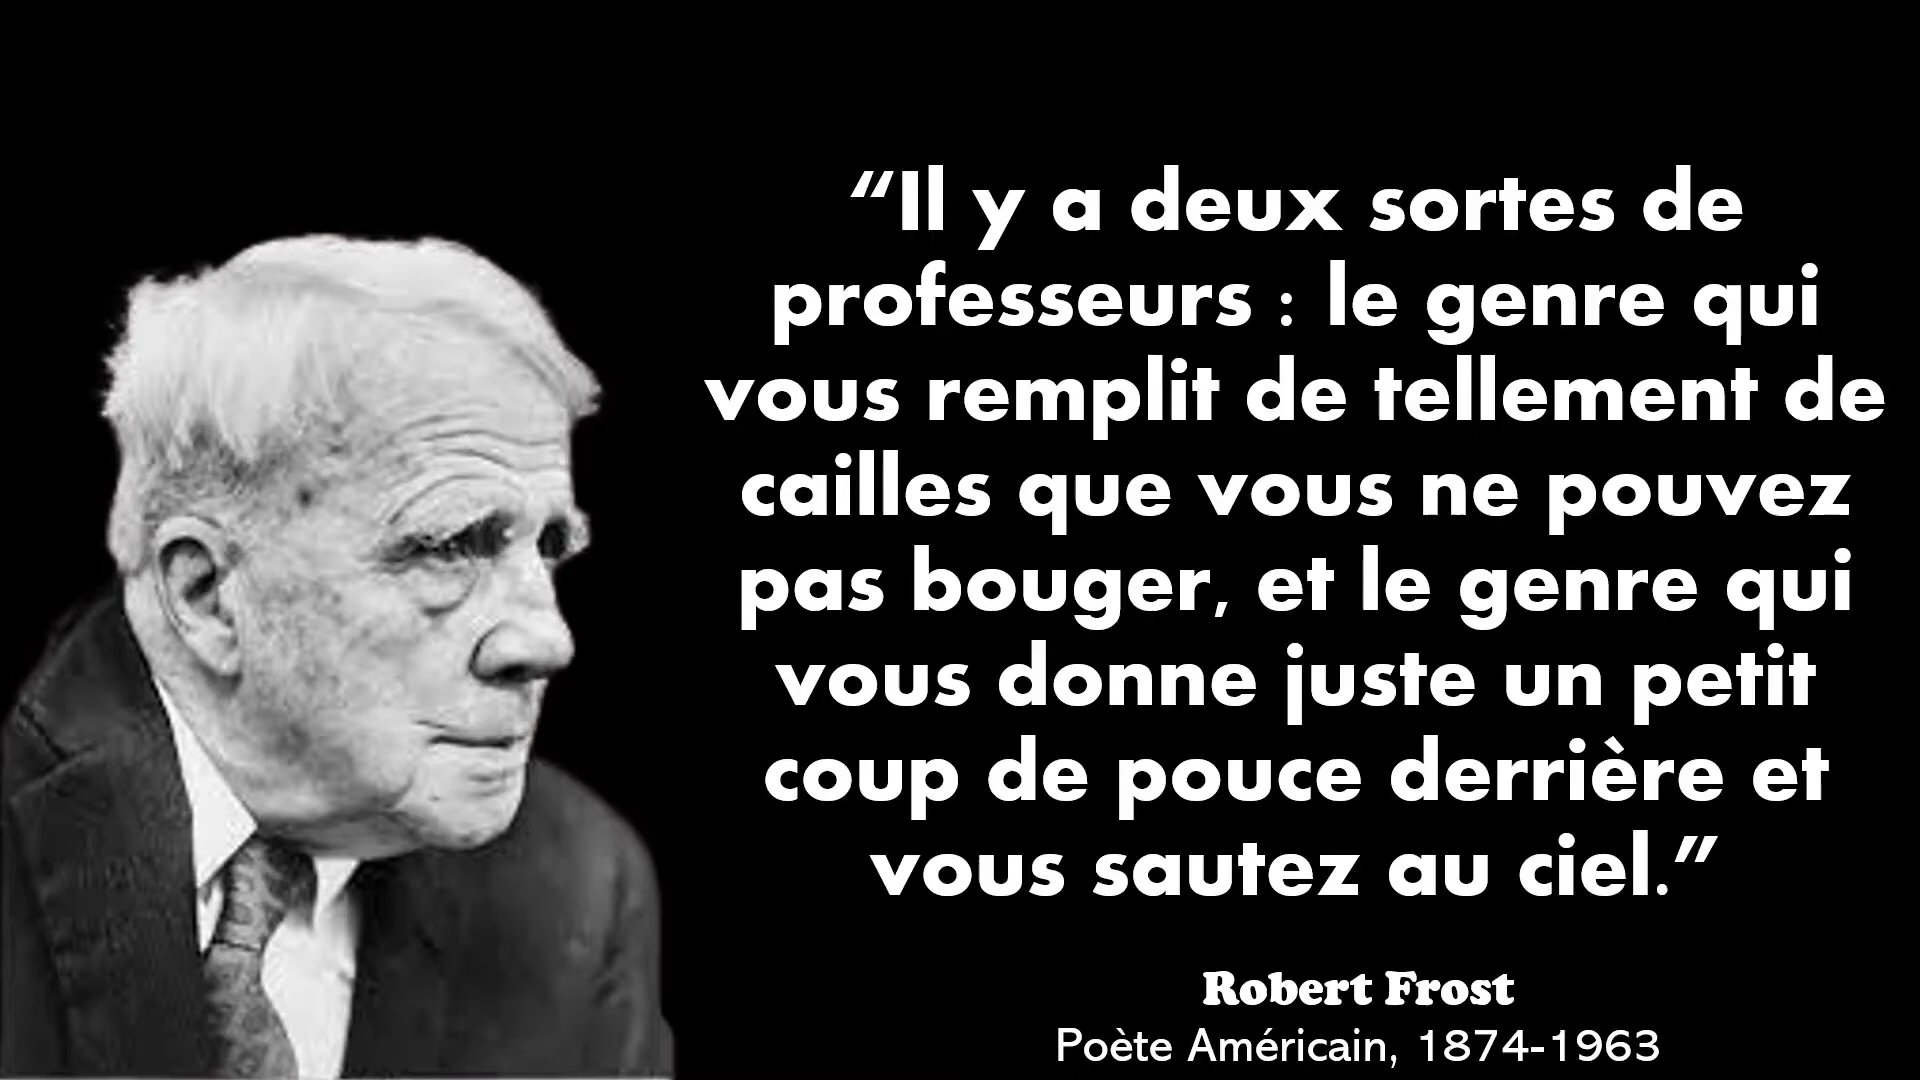 “Il y a deux sortes de
professeurs : le genre qui
vous remplit de tellement de
cailles que vous ne pouvez
pas bouger, et le genre qui
vous donne juste un petit
coup de pouce derrière et
vous sautez au ciel.”
Robert Frost
Poète Américain, 1874-1963